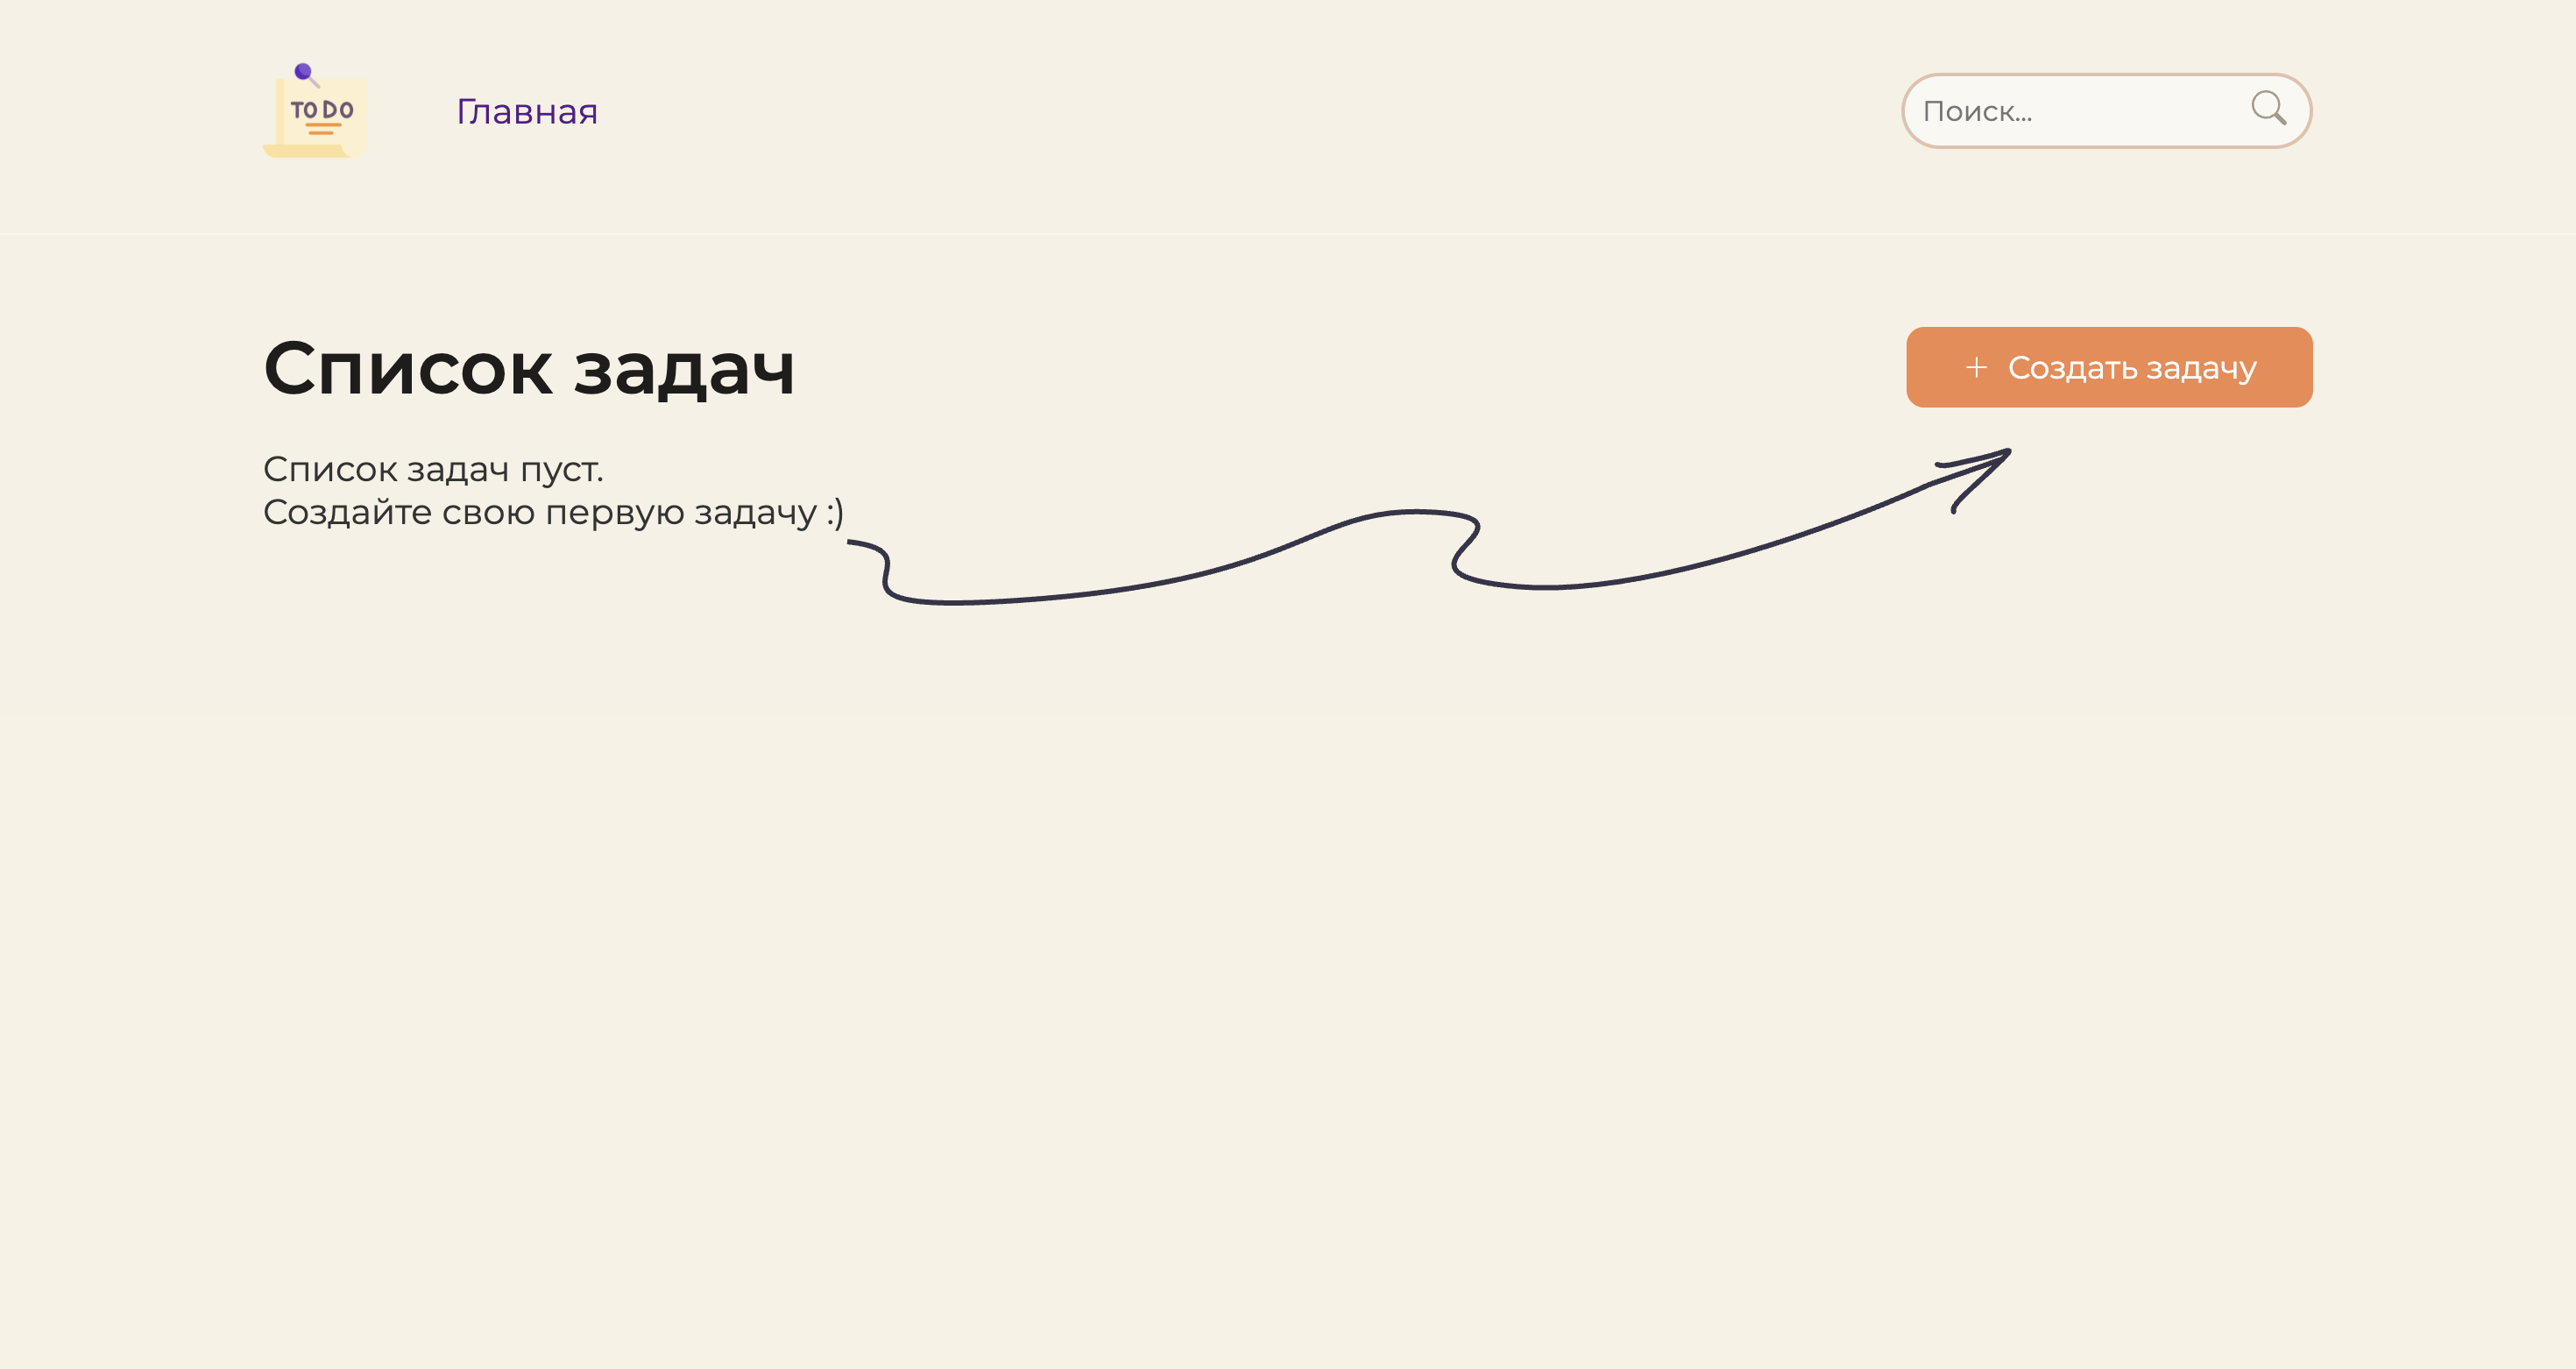 TO DO
Главная
Поиск...
Список задач
+ Создать задачу
Список задач пуст.
Создайте свою первую задачу :)